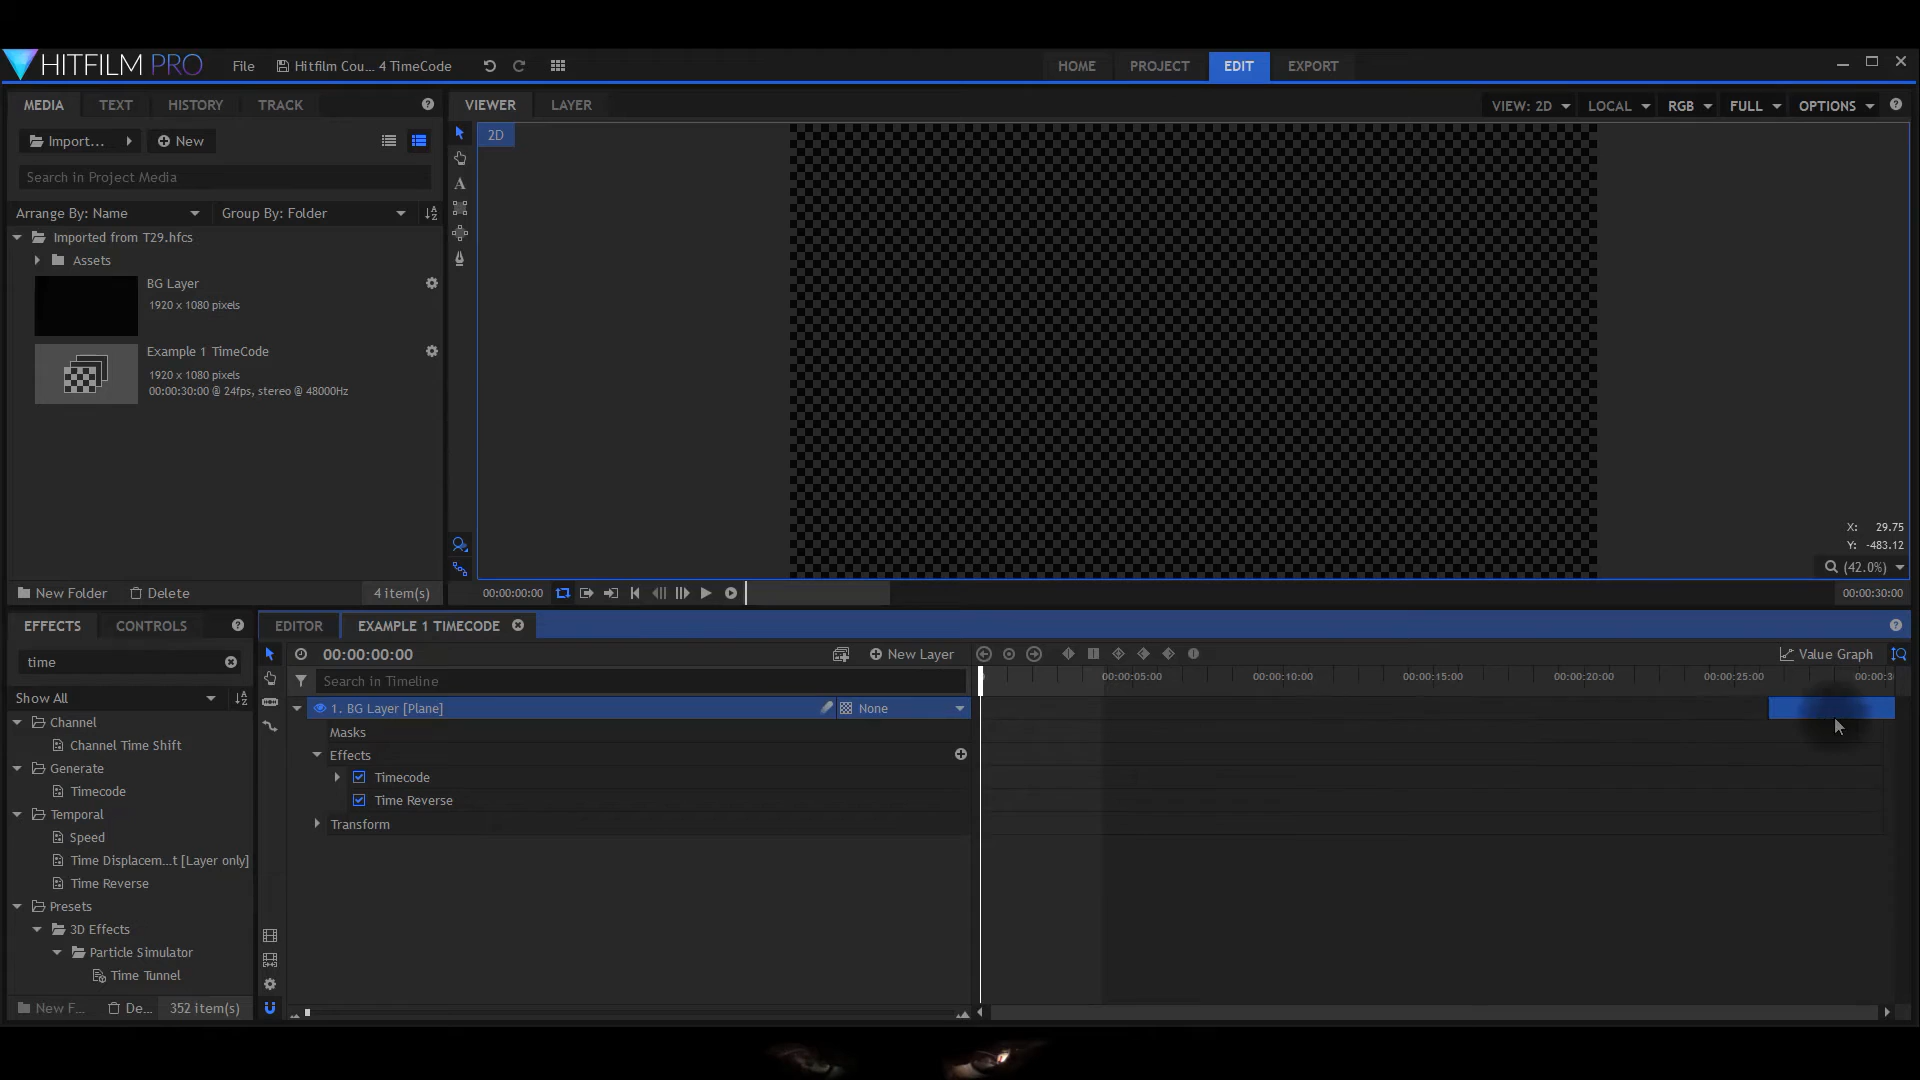 HITFILM PRO
File
Hitfilm Cou... 4 TimeCode
HOME
PROJECT
EDIT
EXPORT
MEDIA
TEXT
HISTORY
TRACK
VIEWER
LAYER
VIEW: 2D
LOCAL
RGB
FULL
OPTIONS
Import...
New
2D
Search in Project Media
Arrange By: Name
Group By: Folder
Imported from T29.hfcs
Assets
BG Layer
1920 x 1080 pixels
Example 1 TimeCode
1920 x 1080 pixels
00:00:30:00 @ 24fps, stereo @ 48000Hz
X: 29.75
Y: -483.12
(42.0%)
New Folder
Delete
4 item(s)
00:00:00:00
00:00:30:00
EFFECTS
CONTROLS
EDITOR
EXAMPLE 1 TIMECODE
time
00:00:00:00
New Layer
Value Graph
Search in Timeline
00:00:05:00
00:00:10:00
00:00:15:00
00:00:20:00
00:00:25:00
00:00:30
Show All
1. BG Layer [Plane]
None
Channel
Masks
Channel Time Shift
Effects
Generate
Timecode
Timecode
Time Reverse
Temporal
Transform
Speed
Time Displacem...t [Layer only]
Time Reverse
Presets
3D Effects
Particle Simulator
Time Tunnel
New F...
De...
352 item(s)